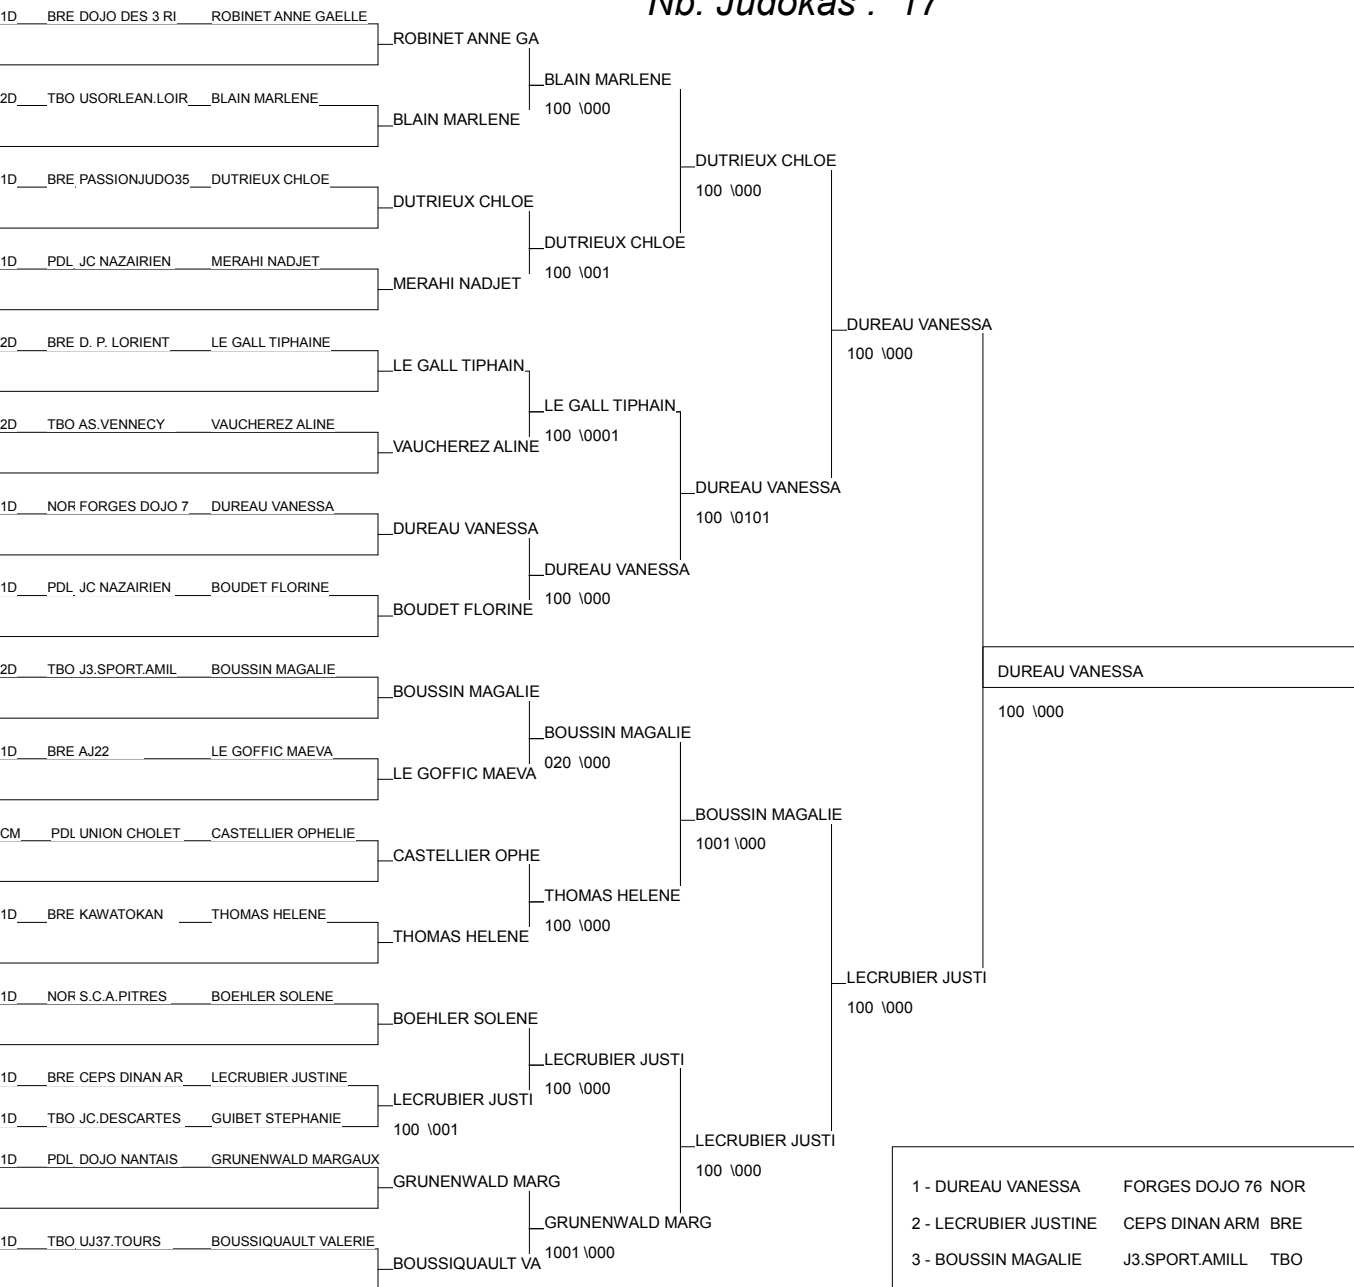 Nb. Judokas : 17
1D BRE DOJO DES 3 RI ROBINET ANNE GAELLE
ROBINET ANNE GA
BLAIN MARLENE
100 \000
2D TBO USORLEAN.LOIR BLAIN MARLENE
BLAIN MARLENE
DUTRIEUX CHLOE
100 \000
1D BRE PASSIONJUDO35 DUTRIEUX CHLOE
DUTRIEUX CHLOE
DUTRIEUX CHLOE
100 \001
1D PDL JC NAZAIRIEN MERAHI NADJET
MERAHI NADJET
DUREAU VANESSA
100 \000
2D BRE D. P. LORIENT LE GALL TIPHAINE
LE GALL TIPHAIN
LE GALL TIPHAIN
100 \0001
2D TBO AS.VENNECY VAUCHEREZ ALINE
VAUCHEREZ ALINE
DUREAU VANESSA
100 \0101
1D NOR FORGES DOJO 7 DUREAU VANESSA
DUREAU VANESSA
DUREAU VANESSA
100 \000
1D PDL JC NAZAIRIEN BOUDET FLORINE
BOUDET FLORINE
DUREAU VANESSA
100 \000
2D TBO J3.SPORT.AMIL BOUSSIN MAGALIE
BOUSSIN MAGALIE
BOUSSIN MAGALIE
020 \000
1D BRE AJ22 LE GOFFIC MAEVA
LE GOFFIC MAEVA
BOUSSIN MAGALIE
1001 \000
CM PDL UNION CHOLET CASTELLIER OPHELIE
CASTELLIER OPHE
THOMAS HELENE
100 \000
1D BRE KAWATOKAN THOMAS HELENE
THOMAS HELENE
LECRUBIER JUSTI
100 \000
1D NOR S.C.A.PITRES BOEHLER SOLENE
BOEHLER SOLENE
LECRUBIER JUSTI
100 \000
1D BRE CEPS DINAN AR LECRUBIER JUSTINE
LECRUBIER JUSTI
100 \001
1D TBO JC.DESCARTES GUIBET STEPHANIE
LECRUBIER JUSTI
100 \000
1D PDL DOJO NANTAIS GRUNENWALD MARGAUX
GRUNENWALD MARG
GRUNENWALD MARG
1001 \000
1D TBO UJ37.TOURS BOUSSIQUAULT VALERIE
BOUSSIQUAULT VA
1 - DUREAU VANESSA FORGES DOJO 76 NOR
2 - LECRUBIER JUSTINE CEPS DINAN ARM BRE
3 - BOUSSIN MAGALIE J3.SPORT.AMILL TBO